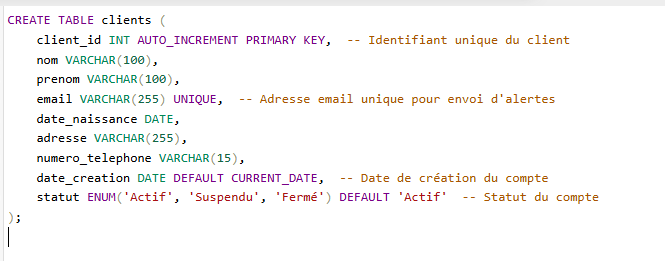 CREATE TABLE clients (
    client_id INT AUTO_INCREMENT PRIMARY KEY,  -- Identifiant unique du client
    nom VARCHAR(100),
    prenom VARCHAR(100),
    email VARCHAR(255) UNIQUE,  -- Adresse email unique pour envoi d'alertes
    date_naissance DATE,
    adresse VARCHAR(255),
    numero_telephone VARCHAR(15),
    date_creation DATE DEFAULT CURRENT_DATE,  -- Date de création du compte
    statut ENUM('Actif', 'Suspendu', 'Fermé') DEFAULT 'Actif'  -- Statut du compte
);